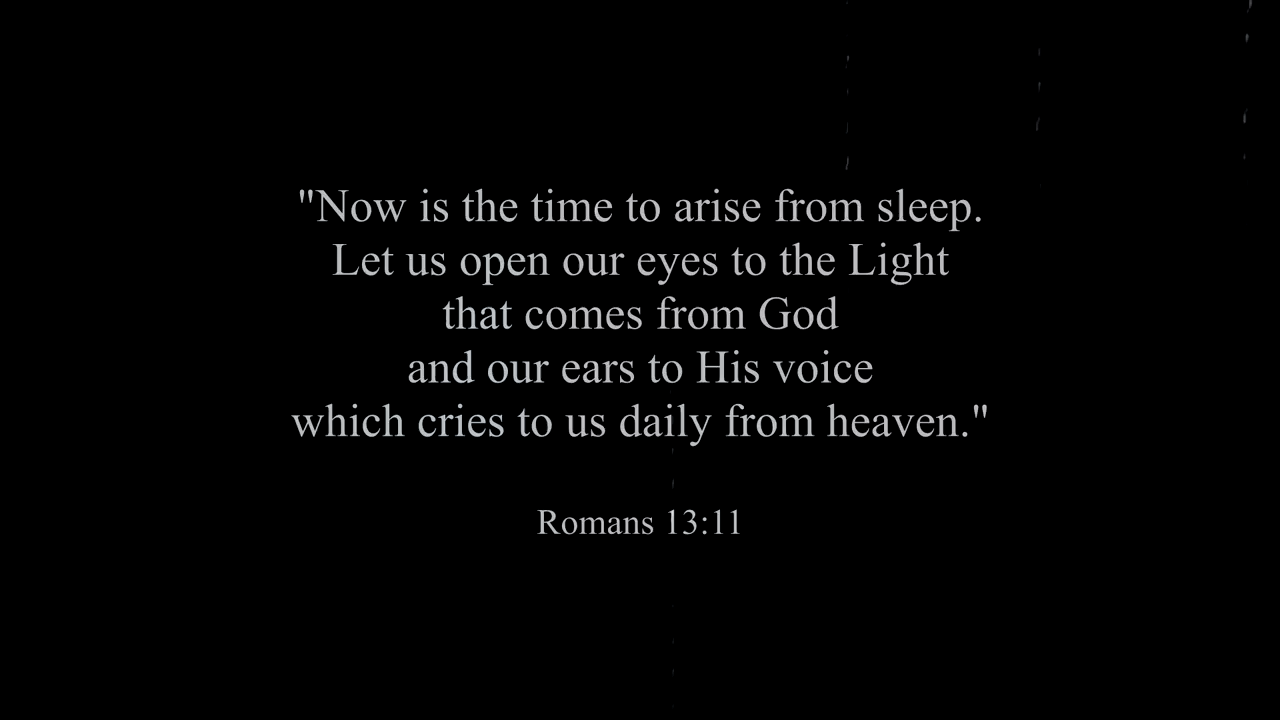 "Now is the time to arise from sleep.
Let us open our eyes to the Light
that comes from God
and our ears to His voice
which cries to us daily from heaven."
Romans 13:11